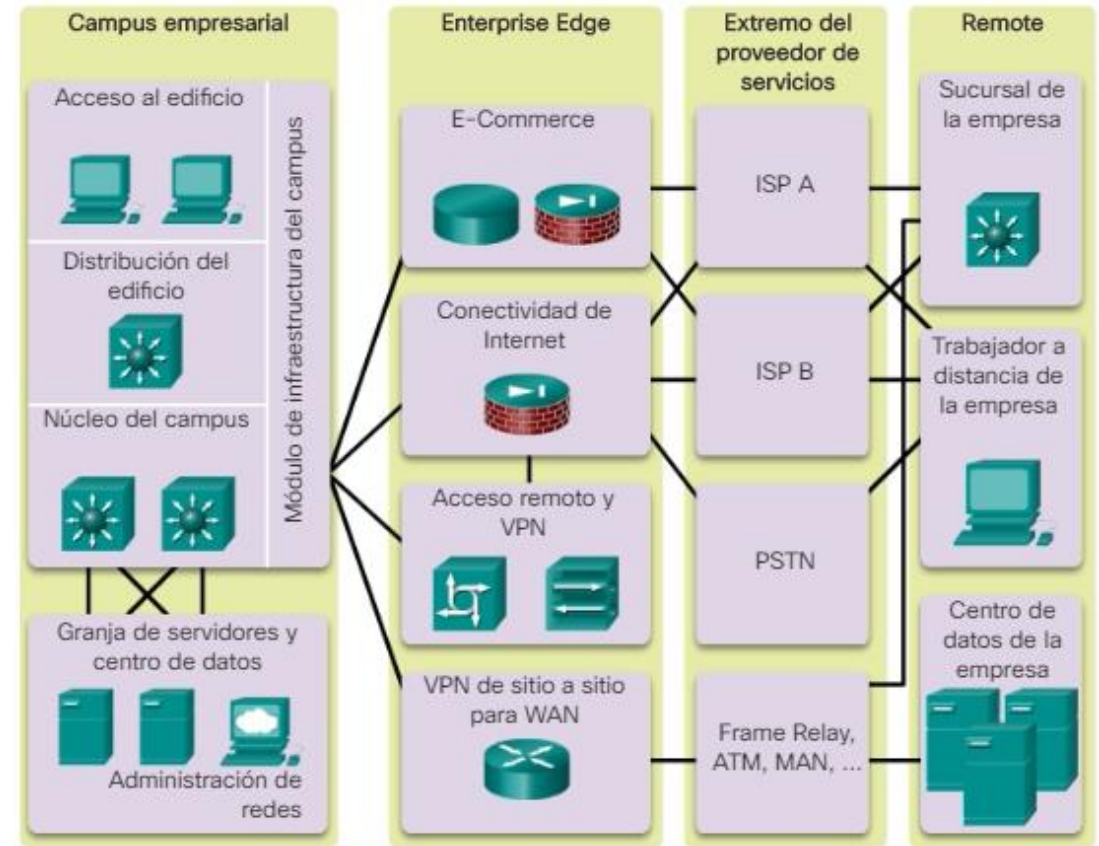 Campus empresarial
Acceso al edificio
Distribución del
edificio
Núcleo del campus
Módulo de infraestructura del campus
Granja de servidores y
centro de datos
Administración de
redes
Enterprise Edge
E-Commerce
Conectividad de
Internet
Acceso remoto y
VPN
VPN de sitio a sitio
para WAN
Extremo del
proveedor de
servicios
ISP A
ISP B
PSTN
Frame Relay,
ATM, MAN, ...
Remote
Sucursal de
la empresa
Trabajador a
distancia de
la empresa
Centro de
datos de la
empresa